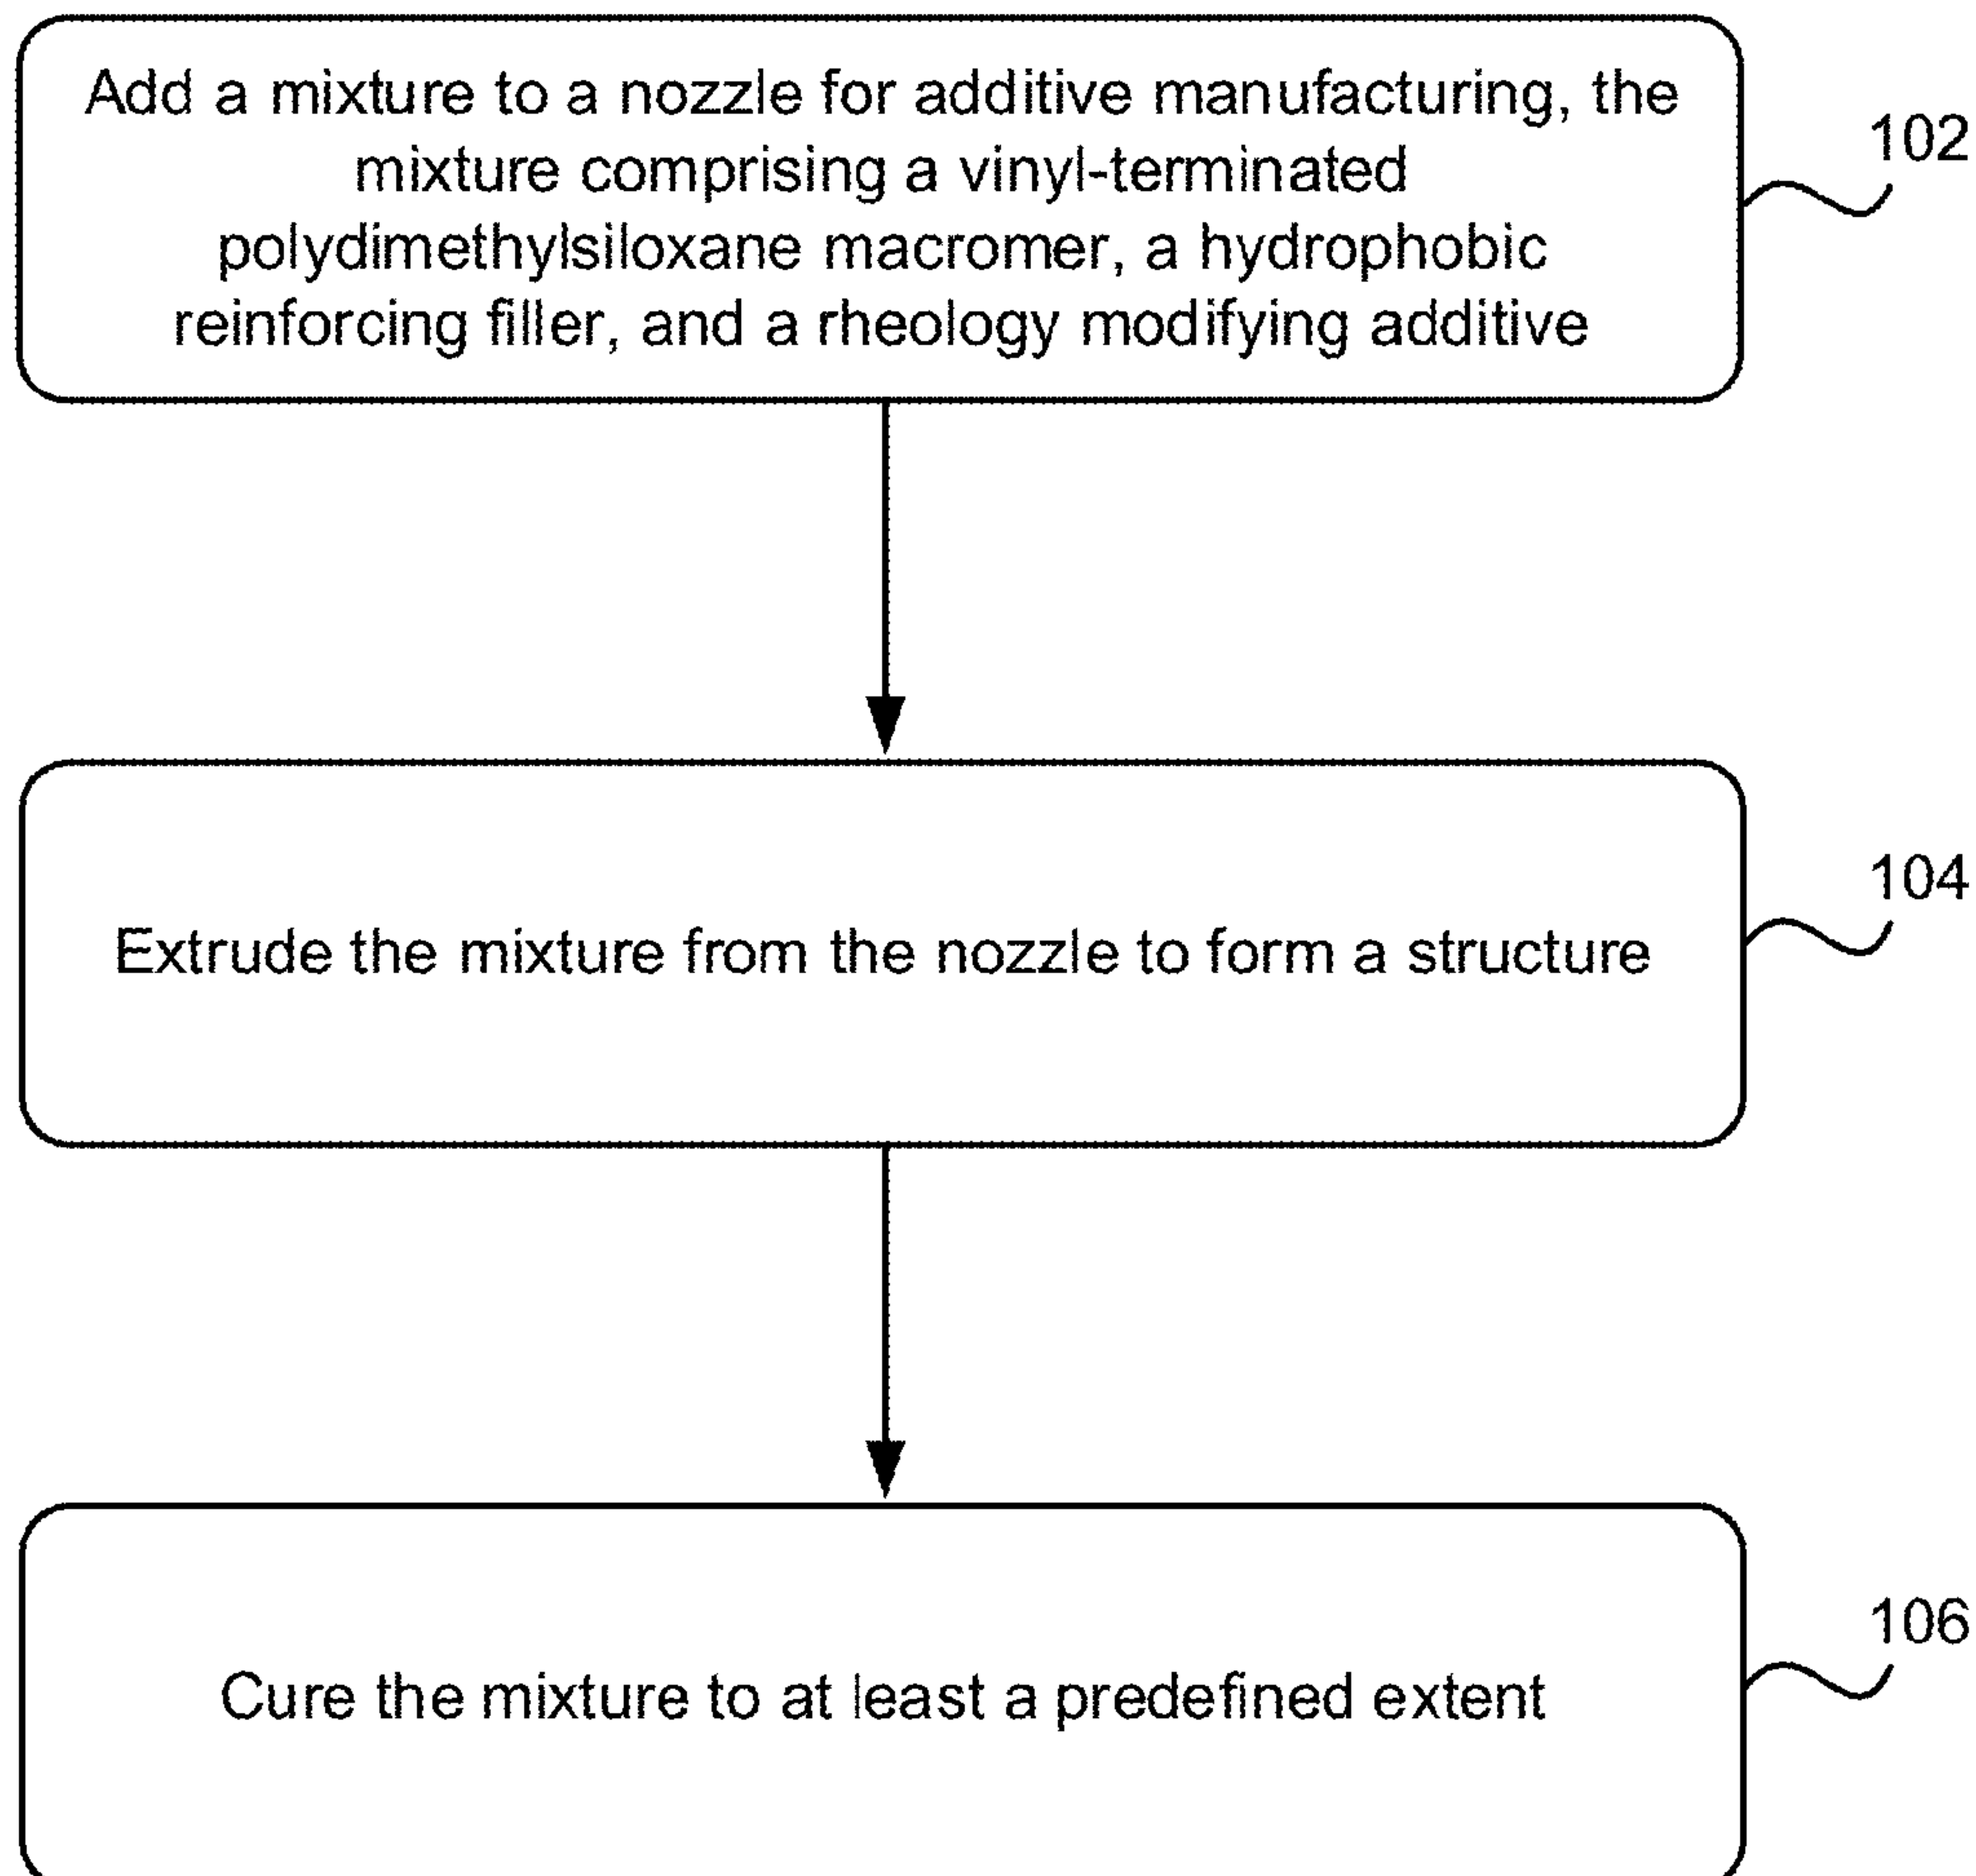 Add a mixture to a nozzle for additive manufacturing, the
mixture comprising a vinyl-terminated
polydimethylsiloxane macromer, a hydrophobic
reinforcing filler, and a rheology modifying additive
102
Extrude the mixture from the nozzle to form a structure
104
Cure the mixture to at least a predefined extent
106